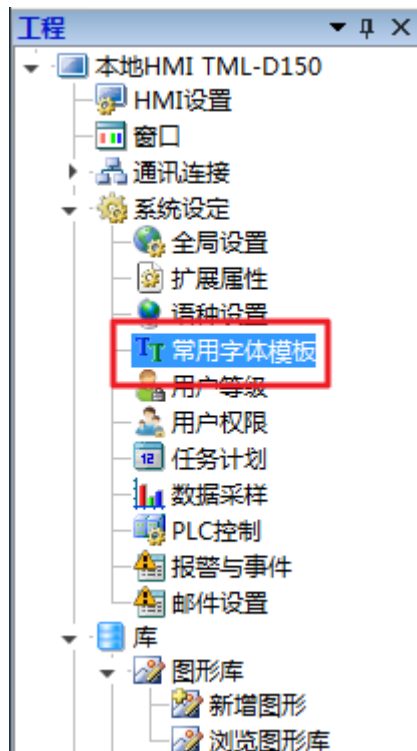 工程
本地HMI TML-D150
HMI设置
窗口
通讯连接
系统设定
全局设置
扩展属性
语种设置
常用字体模板
用户等级
用户权限
任务计划
数据采样
PLC控制
报警与事件
邮件设置
库
图形库
新增图形
浏览图形库